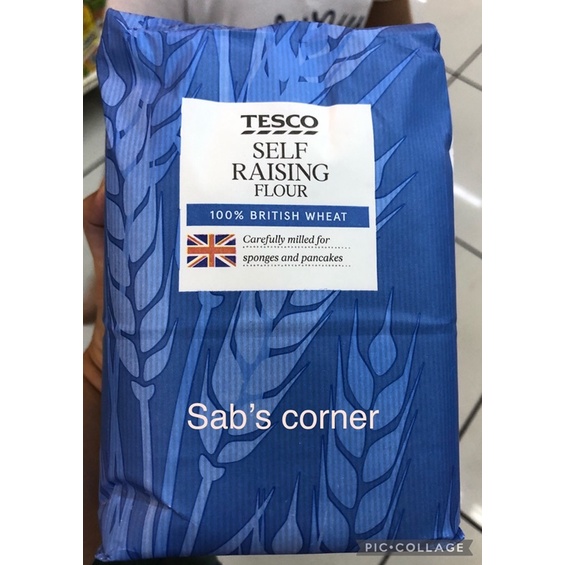 TESCO
SELF
RAISING
FLOUR
100% BRITISH WHEAT
Carefully milled for
sponges and pancakes
Sab's corner
PIC•COLLAGE